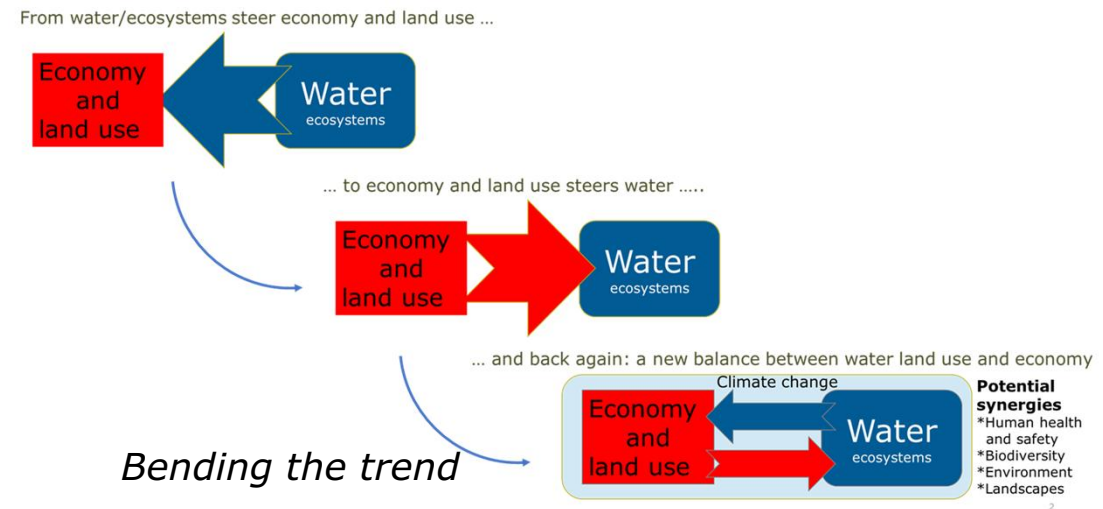 From water/ecosystems steer economy and land use …
Economy
and
land use
Water
ecosystems
… to economy and land use steers water …..
Economy
and
land use
Water
ecosystems
… and back again: a new balance between water land use and economy
Climate change
Economy
and
land use
Water
ecosystems
Potential
synergies
*Human health
and safety
*Biodiversity
*Environment
*Landscapes
Bending the trend